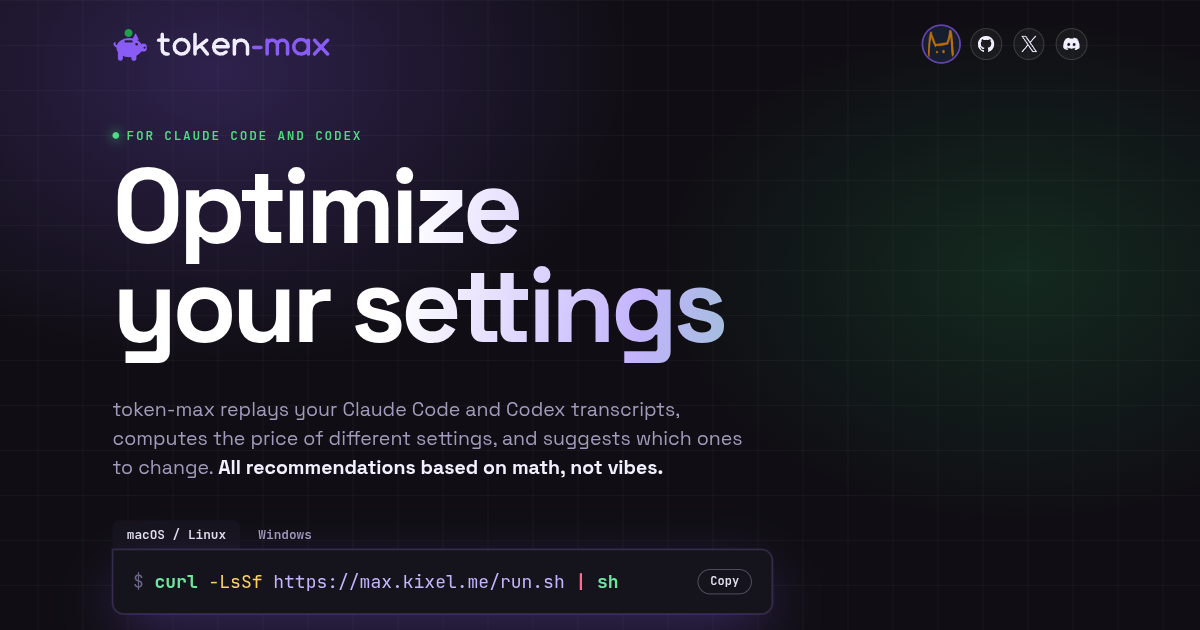 token-max
FOR CLAUDE CODE AND CODEX
Optimize
your settings
token-max replays your Claude Code and Codex transcripts,
computes the price of different settings, and suggests which ones
to change. All recommendations based on math, not vibes.
macOS / Linux Windows
$ curl -LsSf https://max.kixel.me/run.sh | sh Copy